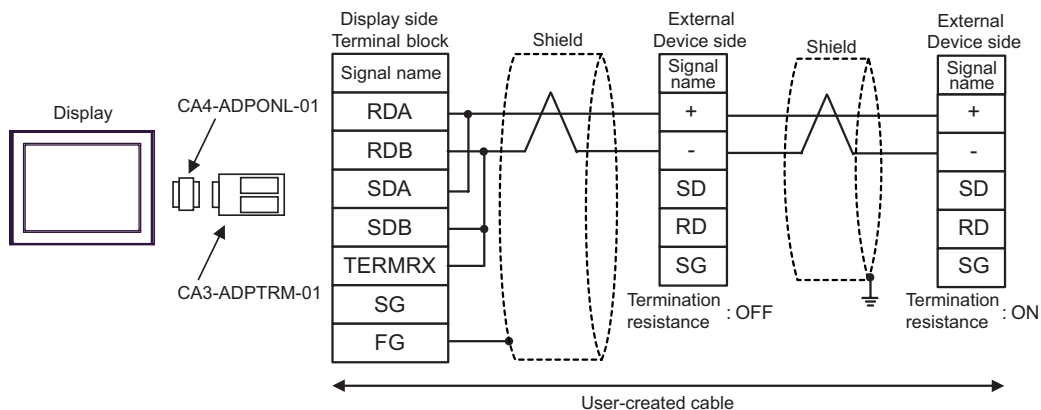 Display
CA4-ADPONL-01
CA3-ADPTRM-01
Display side
Terminal block
Signal name
RDA
RDB
SDA
SDB
TERMRX
SG
FG
Shield
External
Device side
Signal
name
+
-
SD
RD
SG
Termination
resistance : OFF
Shield
External
Device side
Signal
name
+
-
SD
RD
SG
Termination
resistance : ON
User-created cable